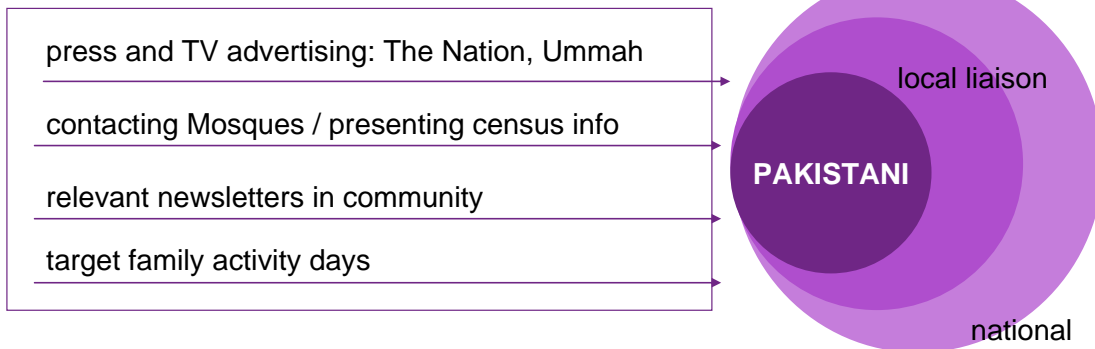 press and TV advertising: The Nation, Ummah
local liaison
contacting Mosques / presenting census info
PAKISTANI
relevant newsletters in community
target family activity days
national